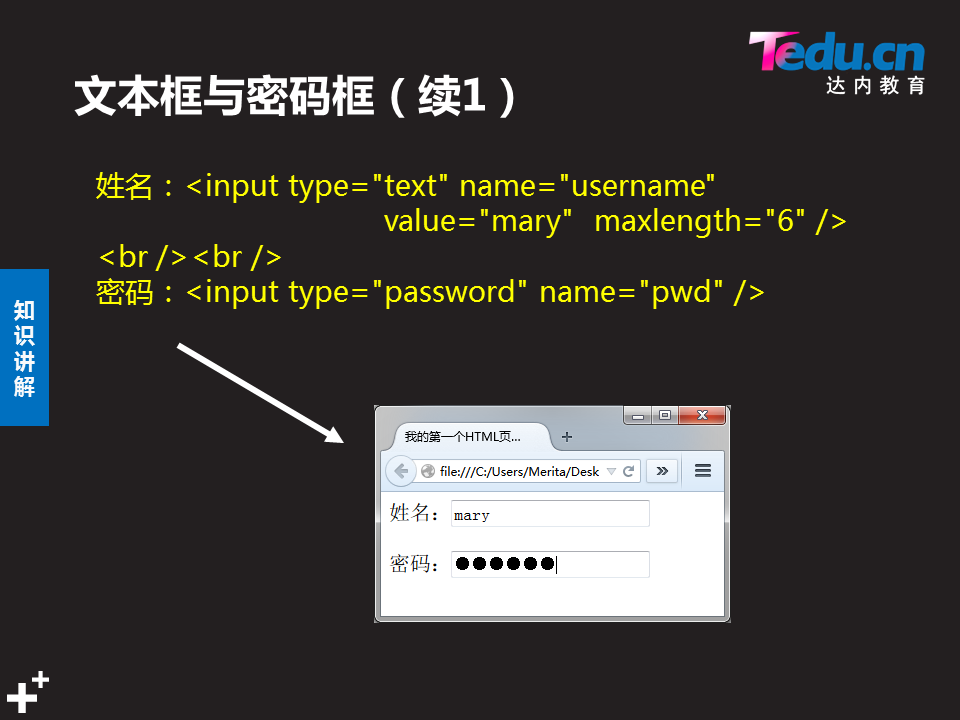 Tedu.cn
达内教育
文本框与密码框（续1）
姓名：<input type="text" name="username"
value="mary" maxlength="6" />
<br /><br />
密码：<input type="password" name="pwd" />
知识讲解
我的第一个HTML页...
file:///C:/Users/Merita/Desk
姓名：mary
密码：●●●●●●